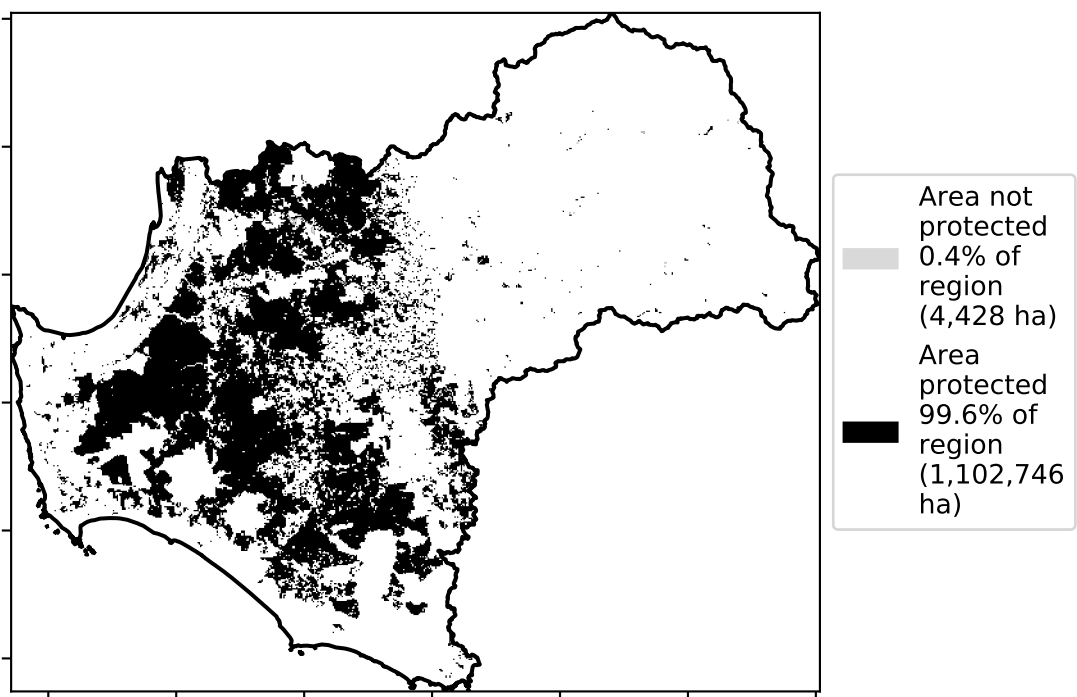 Area not
protected
0.4% of
region
(4,428 ha)
Area
protected
99.6% of
region
(1,102,746
ha)